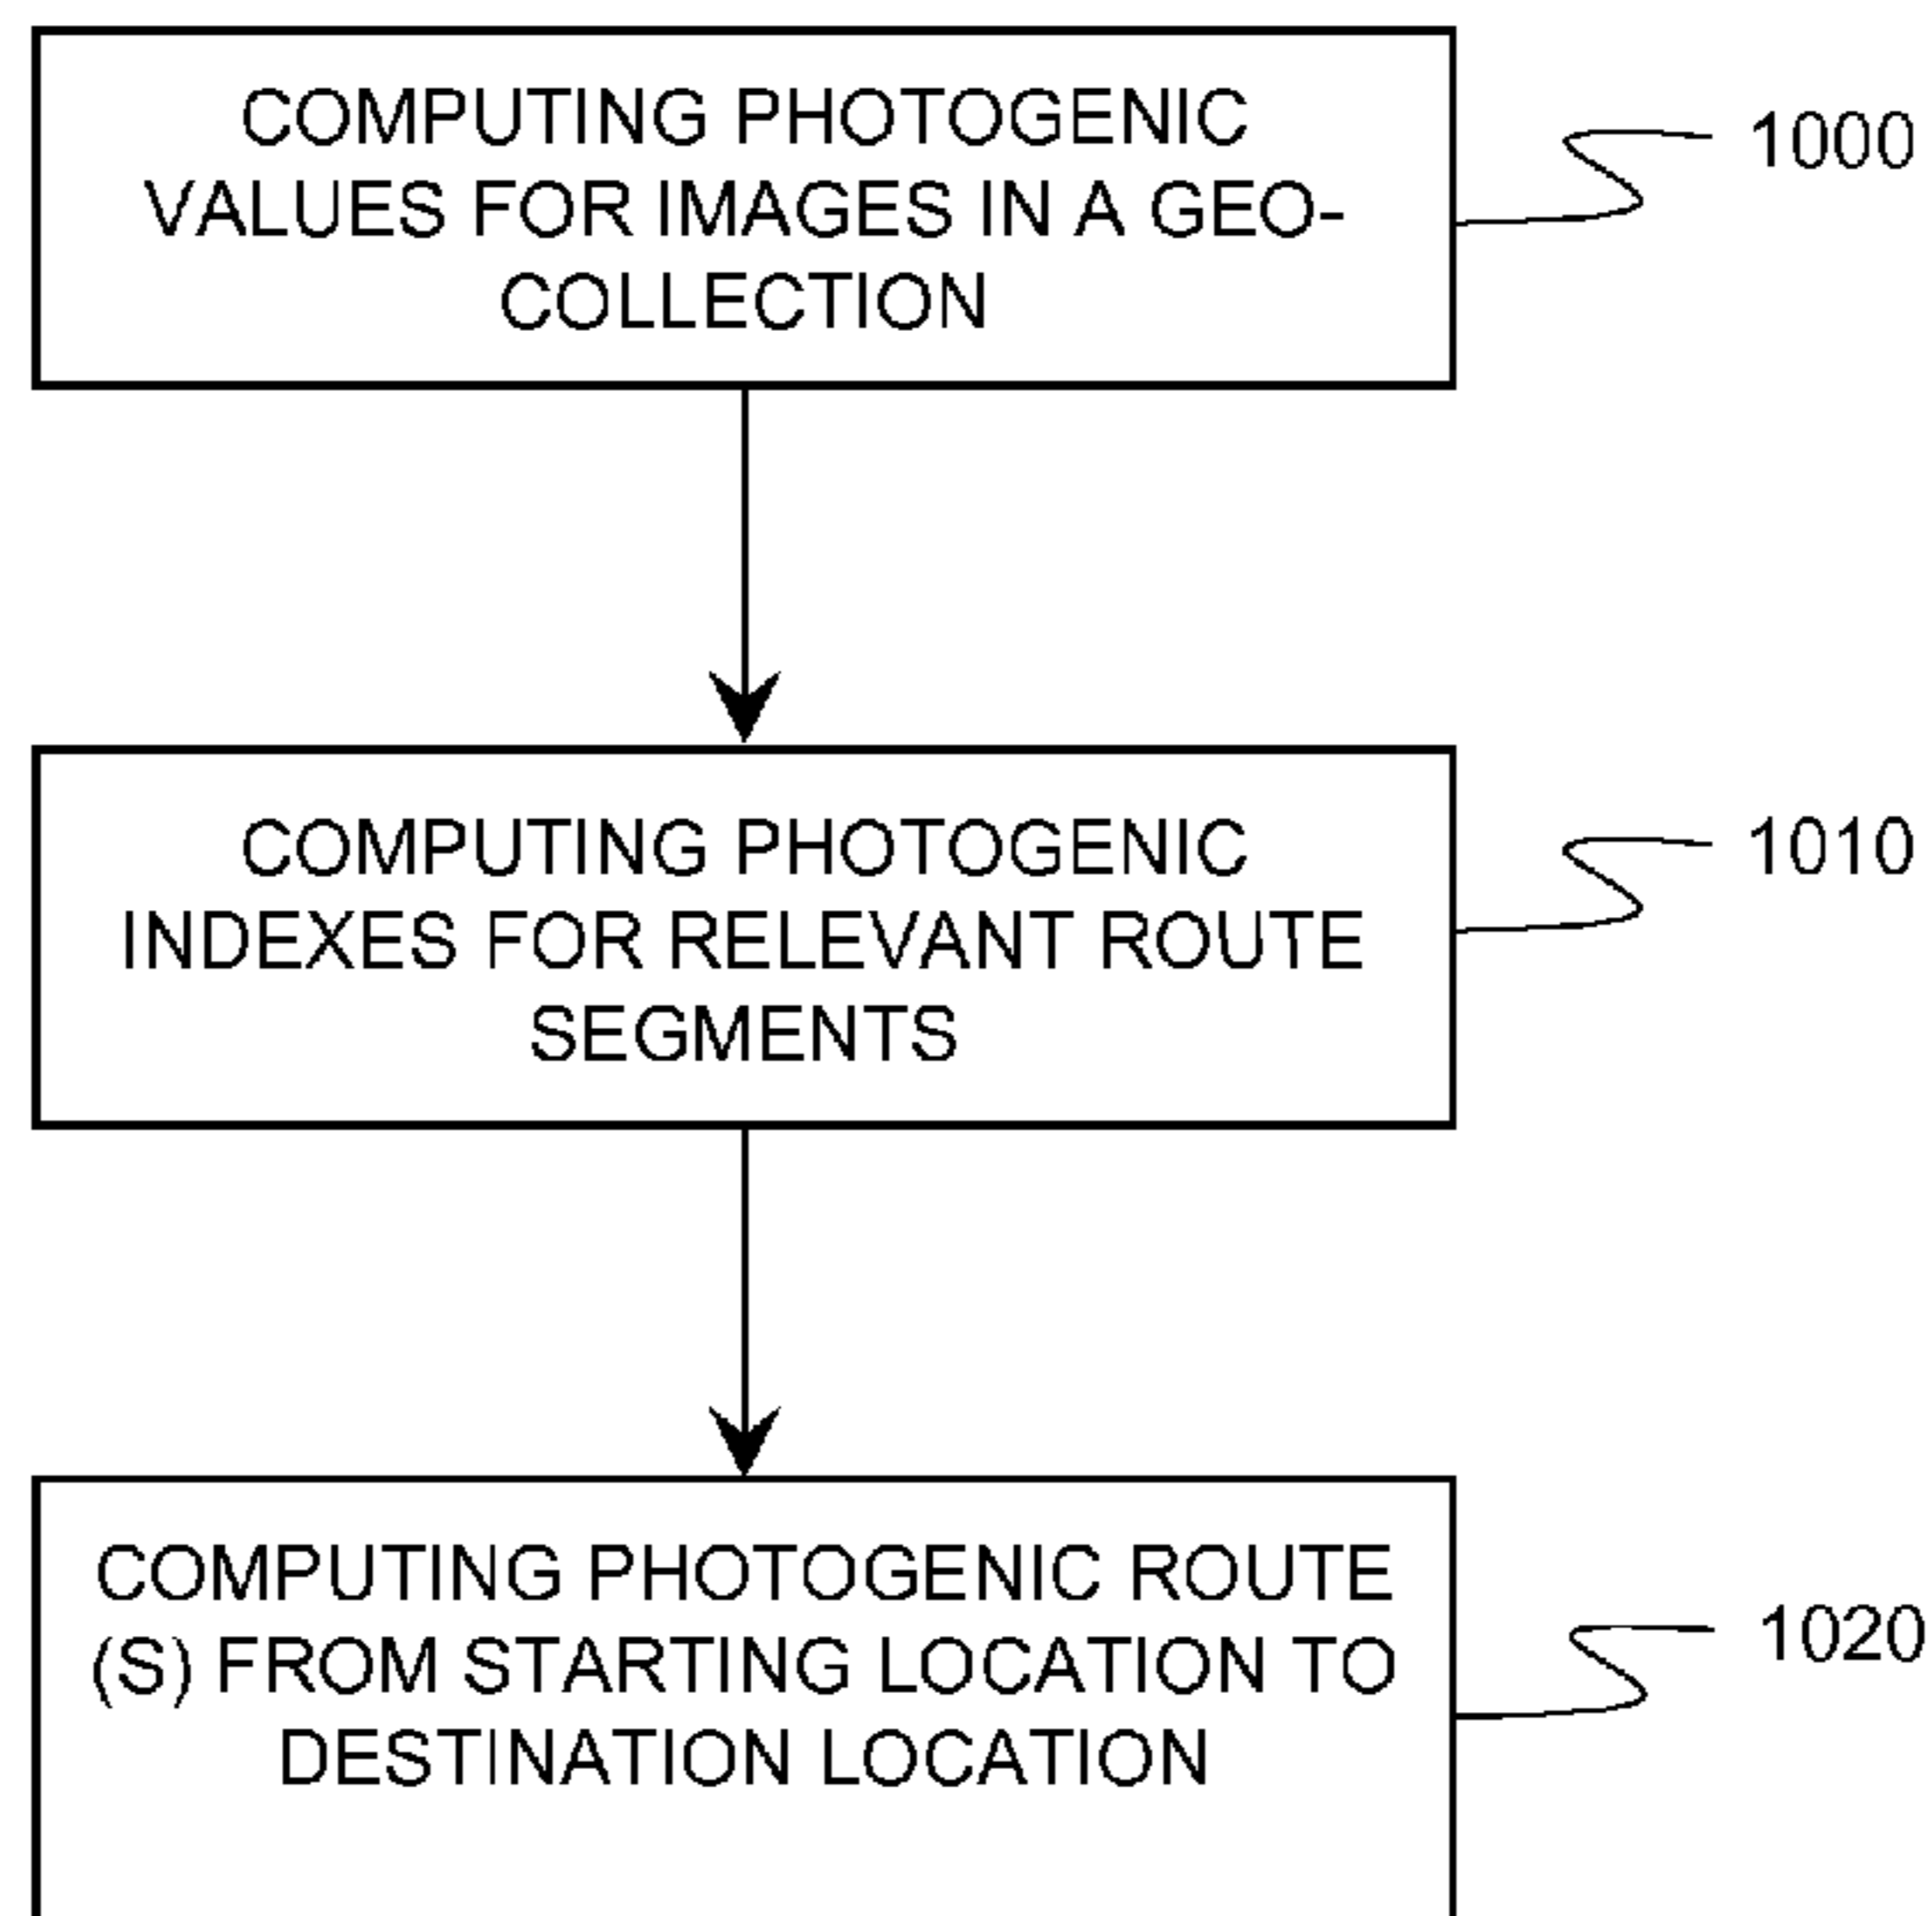 COMPUTING PHOTOGENIC
VALUES FOR IMAGES IN A GEO-
COLLECTION
1000
COMPUTING PHOTOGENIC
INDEXES FOR RELEVANT ROUTE
SEGMENTS
1010
COMPUTING PHOTOGENIC ROUTE
(S) FROM STARTING LOCATION TO
DESTINATION LOCATION
1020